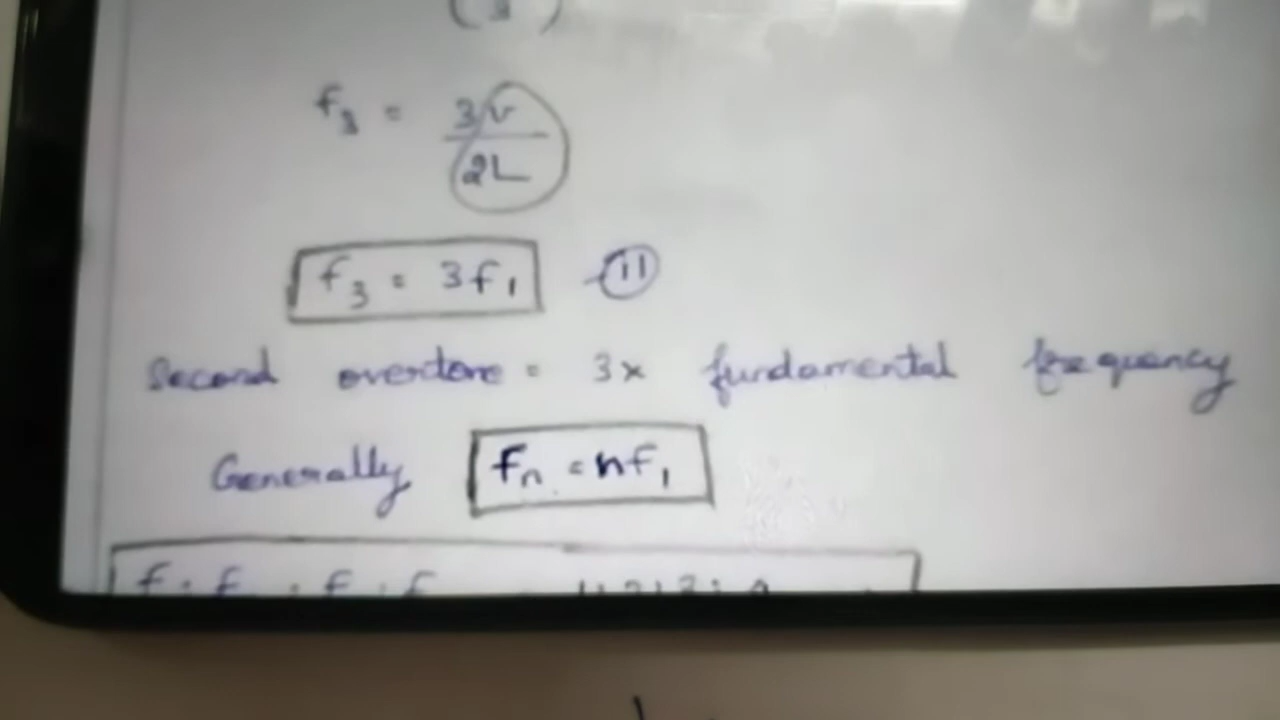 f3 = 3v/2L
f3 = 3f1 - 11
Second overtone = 3x fundamental frequency
Generally fn = nf1